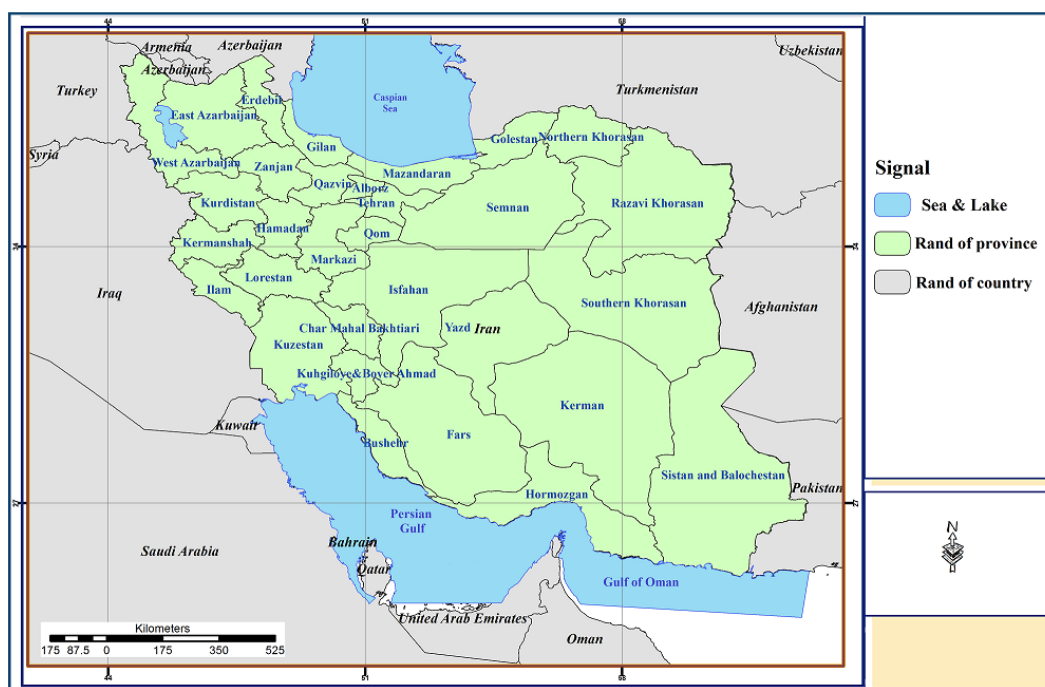 44
51
58
Armenia
Azerbaijan
Azerbaijan
Uzbekistan
Turkey
Turkmenistan
Caspian
Sea
Erdebil
East Azarbaijan
Syria
Gilan
Golestan
Northern Khorasan
West Azarbaijan
Zanjan
Mazandaran
Qazvin
Alborz
Tehran
Kurdistan
Semnan
Razavi Khorasan
Hamadan
Qom
Kermanshah
34
34
Markazi
Lorestan
Ilam
Isfahan
Iraq
Southern Khorasan
Afghanistan
Char Mahal Bakhtiari
Yazd
Iran
Kuzestan
Kuhgiloye&Boyer Ahmad
Kerman
Kuwait
Bushehr
Fars
Sistan and Balochestan
Pakistan
Hormozgan
27
27
Persian
Gulf
Bahrain
Saudi Arabia
Qatar
Gulf of Oman
United Arab Emirates
Oman
Kilometers
175 87.5 0 175 350 525
44
51
58
Signal
Sea & Lake
Rand of province
Rand of country
N